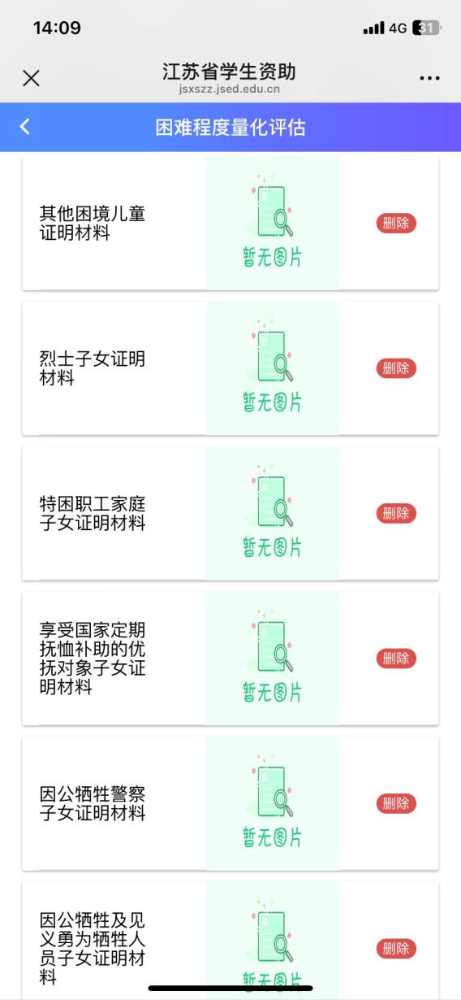 14:09
4G
31
江苏省学生资助
jsxszz.jsed.edu.cn
困难程度量化评估
其他困境儿童
证明材料
暂无图片
删除
烈士子女证明
材料
暂无图片
删除
特困职工家庭
子女证明材料
暂无图片
删除
享受国家定期
抚恤补助的优
抚对象子女证
明材料
暂无图片
删除
因公牺牲警察
子女证明材料
暂无图片
删除
因公牺牲及见
义勇为牺牲人
员子女证明材
料
暂无图片
删除